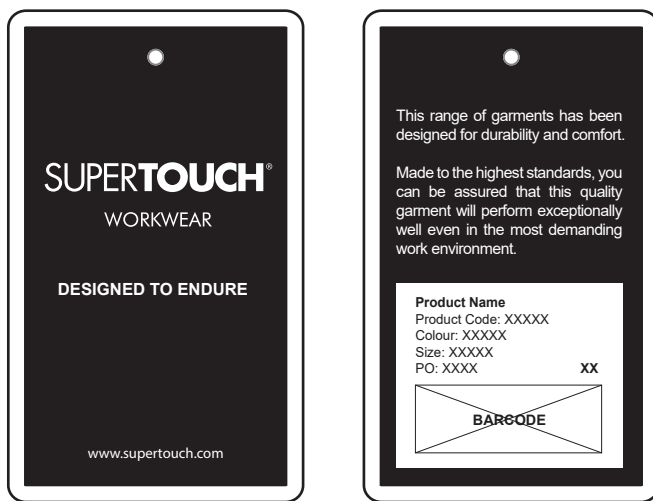 SUPERTOUCH®
WORKWEAR
DESIGNED TO ENDURE
www.supertouch.com
This range of garments has been
designed for durability and comfort.
Made to the highest standards, you
can be assured that this quality
garment will perform exceptionally
well even in the most demanding
work environment.
Product Name
Product Code: XXXXX
Colour: XXXXX
Size: XXXXX
PO: XXXX XX
BARCODE